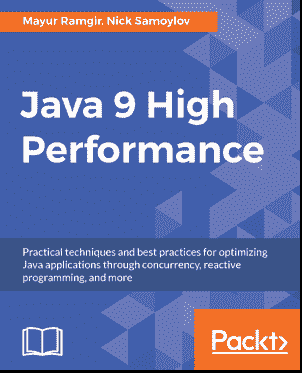 Mayur Ramgir, Nick Samoylov
Java 9 High
Performance
Practical techniques and best practices for optimizing
Java applications through concurrency, reactive
programming, and more
Packt>